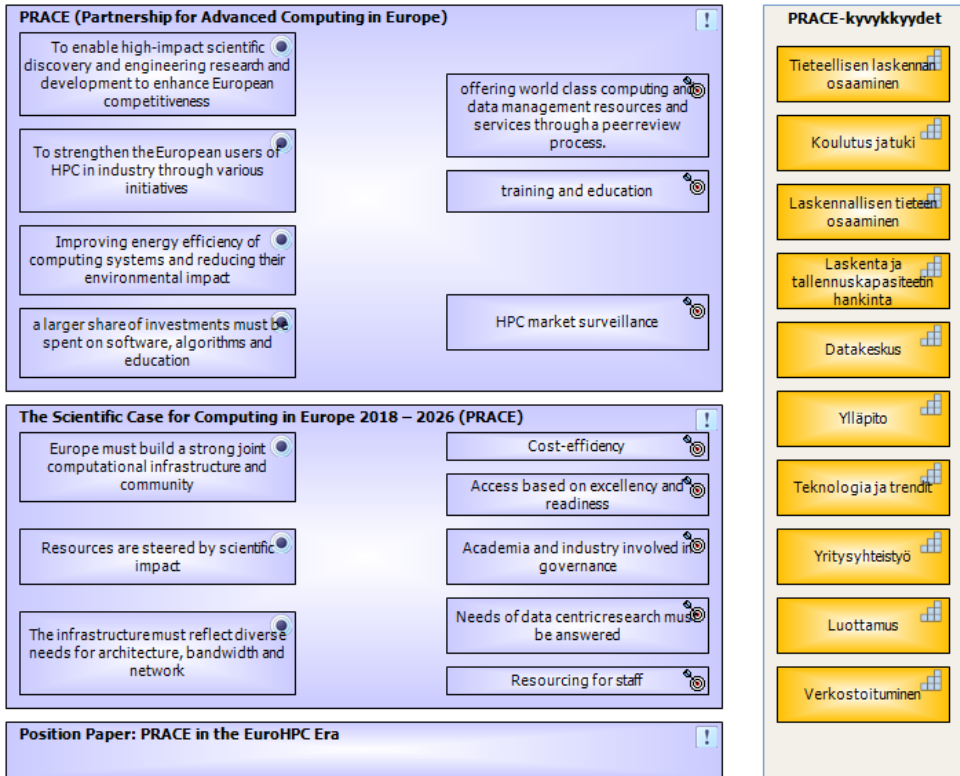 PRACE (Partnership for Advanced Computing in Europe)
To enable high-impact scientific
discovery and engineering research and
development to enhance European
competitiveness
To strengthen the European users of
HPC in industry through various
initiatives
Improving energy efficiency of
computing systems and reducing their
environmental impact
a larger share of investments must be
spent on software, algorithms and
education
offering world class computing and
data management resources and
services through a peer review
process.
training and education
HPC market surveillance
The Scientific Case for Computing in Europe 2018 – 2026 (PRACE)
Europe must build a strong joint
computational infrastructure and
community
Resources are steered by scientific
impact
The infrastructure must reflect diverse
needs for architecture, bandwidth and
network
Cost-efficiency
Access based on excellency and
readiness
Academia and industry involved in
governance
Needs of data centric research must
be answered
Resourcing for staff
Position Paper: PRACE in the EuroHPC Era
PRACE-kyvykkyydet
Tieteellisen laskennan
osaaminen
Koulutus ja tuki
Laskennallisen tieteen
osaaminen
Laskenta ja
tallennuskapasiteetin
hankinta
Datakeskus
Ylläpito
Teknologia ja trendit
Yritysyhteistyö
Luottamus
Verkostoituminen